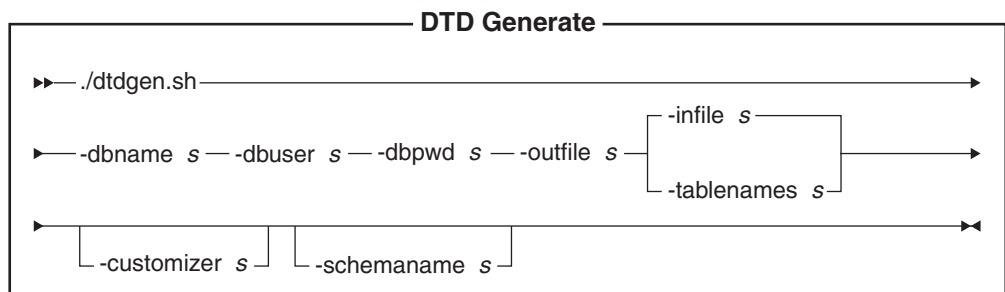 DTD Generate
./dtdgen.sh
-dbname s -dbuser s -dbpwd s -outfile s -infile s
-tablenames s
-customizer s -schemaname s